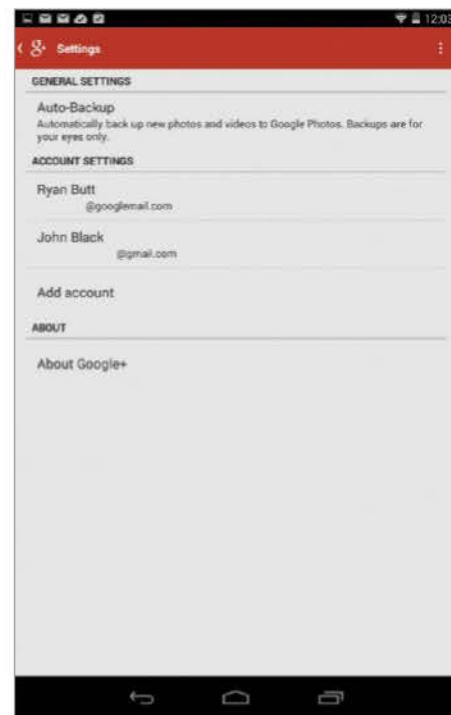 12:03
Settings
GENERAL SETTINGS
Auto-Backup
Automatically back up new photos and videos to Google Photos. Backups are for
your eyes only.
ACCOUNT SETTINGS
Ryan Butt
@googlemail.com
John Black
@gmail.com
Add account
ABOUT
About Google+